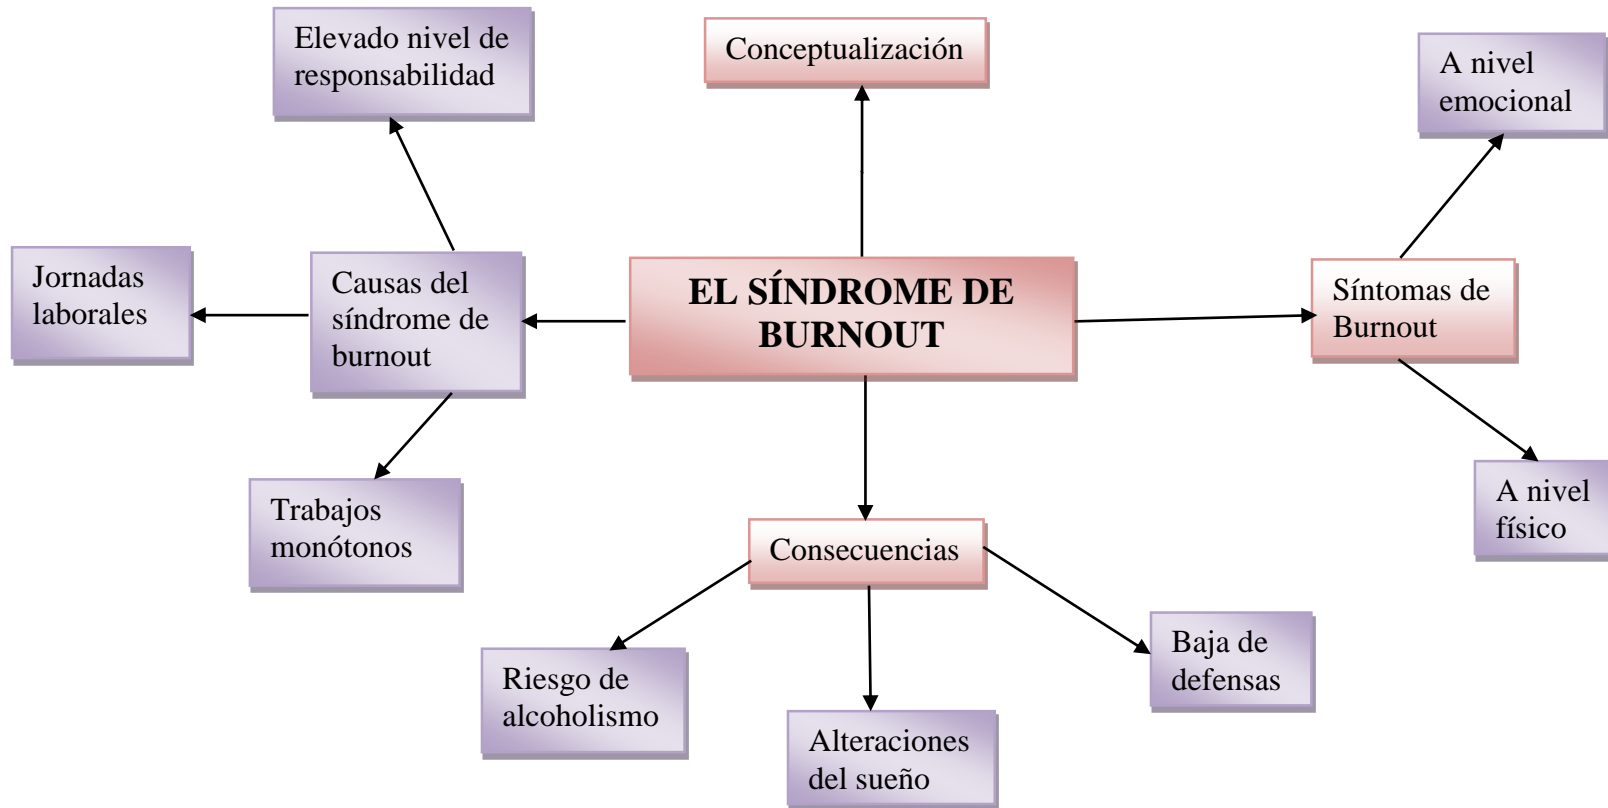 Elevado nivel de
responsabilidad
Conceptualización
A nivel
emocional
Jornadas
laborales
Causas del
síndrome de
burnout
EL SÍNDROME DE
BURNOUT
Síntomas de
Burnout
Trabajos
monótonos
A nivel
físico
Consecuencias
Riesgo de
alcoholismo
Alteraciones
del sueño
Baja de
defensas